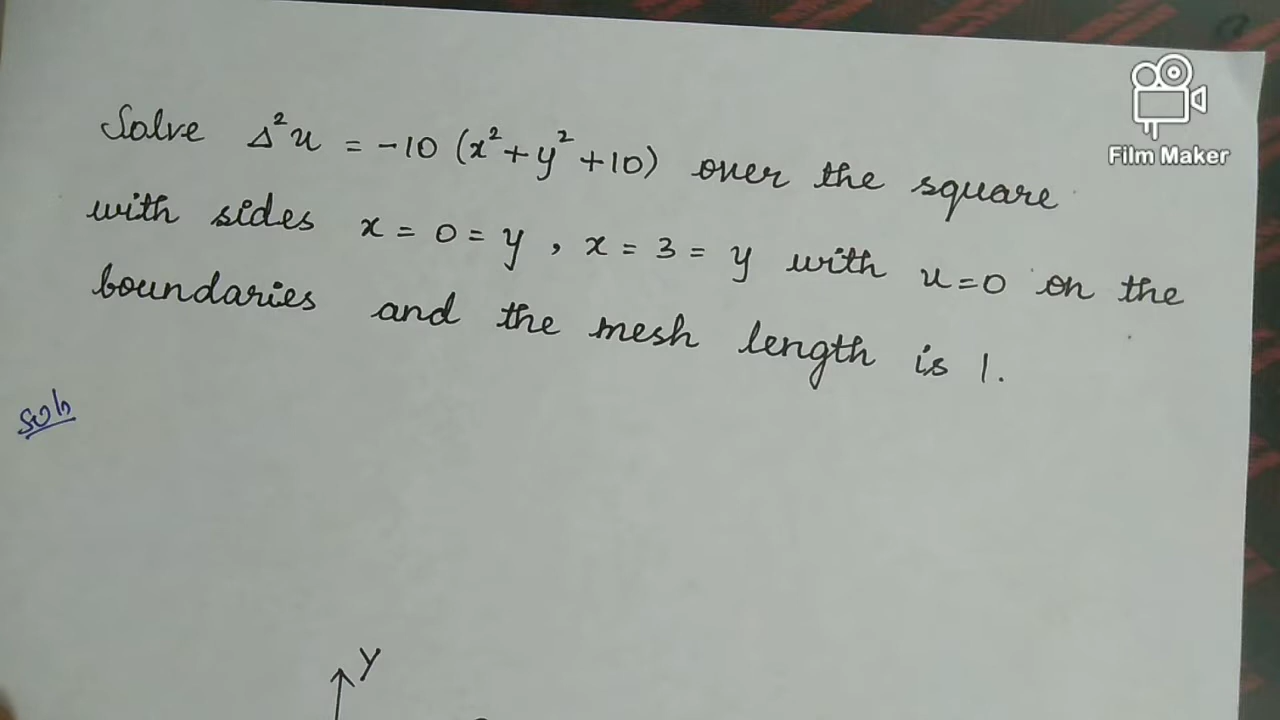 Solve Δ²u = -10 (x²+y²+10) over the square
with sides x = 0 = y , x = 3 = y with u=0 on the
boundaries and the mesh length is 1.
Soln
Y
Film Maker